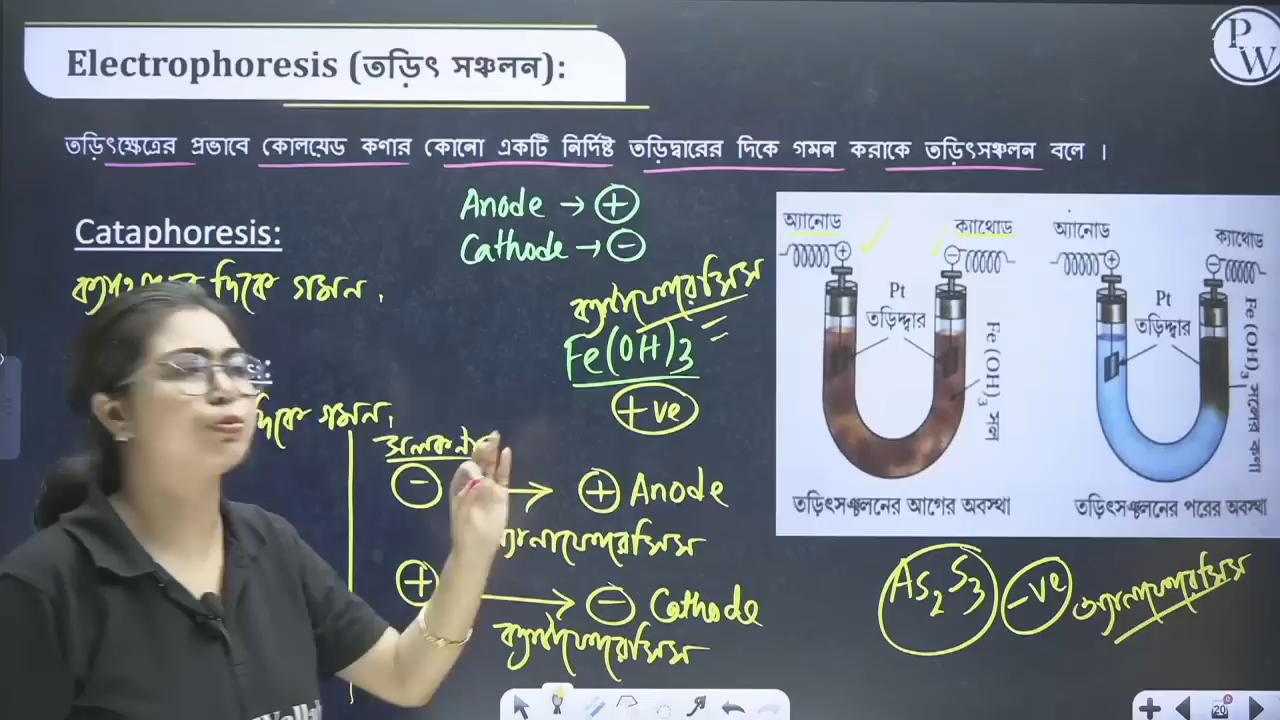 Electrophoresis (তড়িৎ সঞ্চলন):
PW
তড়িৎক্ষেত্রের প্রভাবে কোলয়েড কণার কোনো একটি নির্দিষ্ট তড়িদ্বারের দিকে গমন করাকে তড়িৎসঞ্চলন বলে ।
Anode → +
Cathode → -
Cataphoresis:
দিকে গমন ,
ক্যাটাফোরেসিস
Fe(OH)3
+ve
দিকে গমন,
- → + Anode
অ্যানাফোরেসিস
+ → - Cathode
ক্যাটাফোরেসিস
অ্যানোড
ক্যাথোড
+
-
Pt
তড়িদ্দ্বার
Fe (OH)3 সল
তড়িৎসঞ্চলনের আগের অবস্থা
অ্যানোড
ক্যাথোড
+
-
Pt
তড়িদ্দ্বার
Fe (OH)3 সলের কণা
তড়িৎসঞ্চলনের পরের অবস্থা
As2S3 -ve অ্যানাফোরেসিস
20